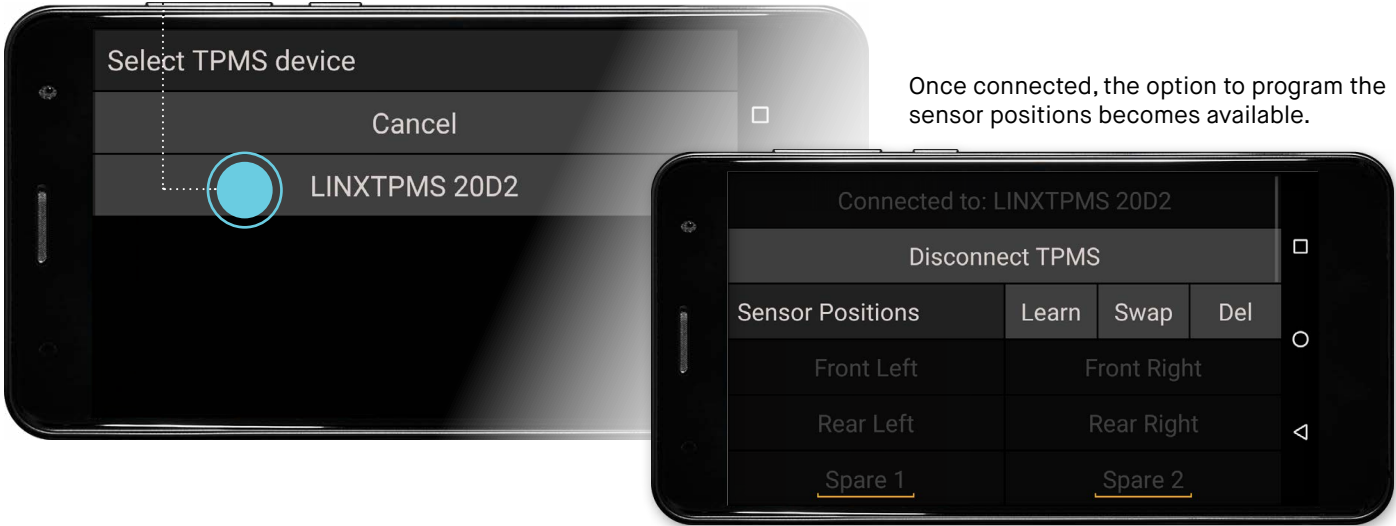 Select TPMS device
Cancel
LINXTPMS 20D2
Once connected, the option to program the
sensor positions becomes available.
Connected to: LINXTPMS 20D2
Disconnect TPMS
Sensor Positions Learn Swap Del
Front Left Front Right
Rear Left Rear Right
Spare 1 Spare 2